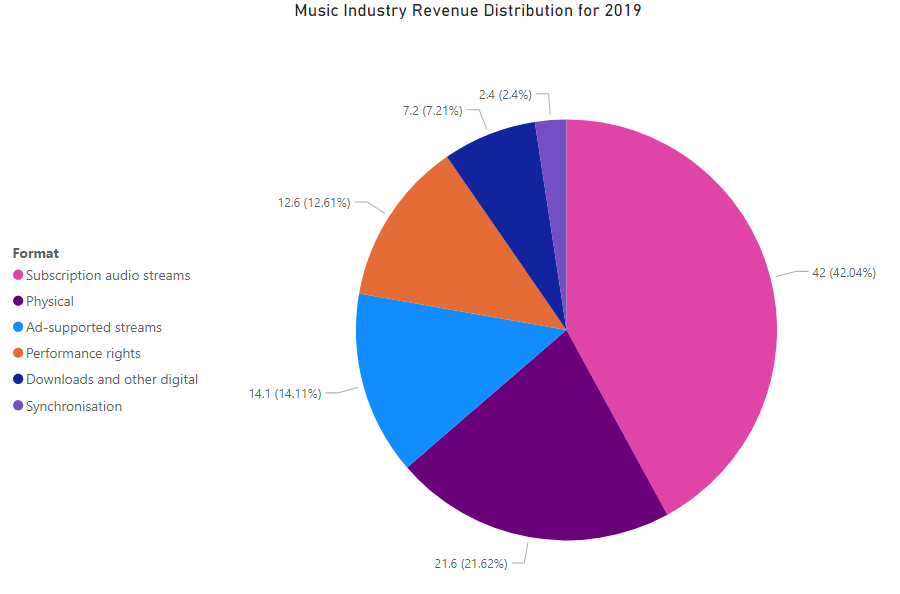 Music Industry Revenue Distribution for 2019
2.4 (2.4%)
7.2 (7.21%)
12.6 (12.61%)
Format
Subscription audio streams
42 (42.04%)
Physical
Ad-supported streams
Performance rights
Downloads and other digital
14.1 (14.11%)
Synchronisation
21.6 (21.62%)